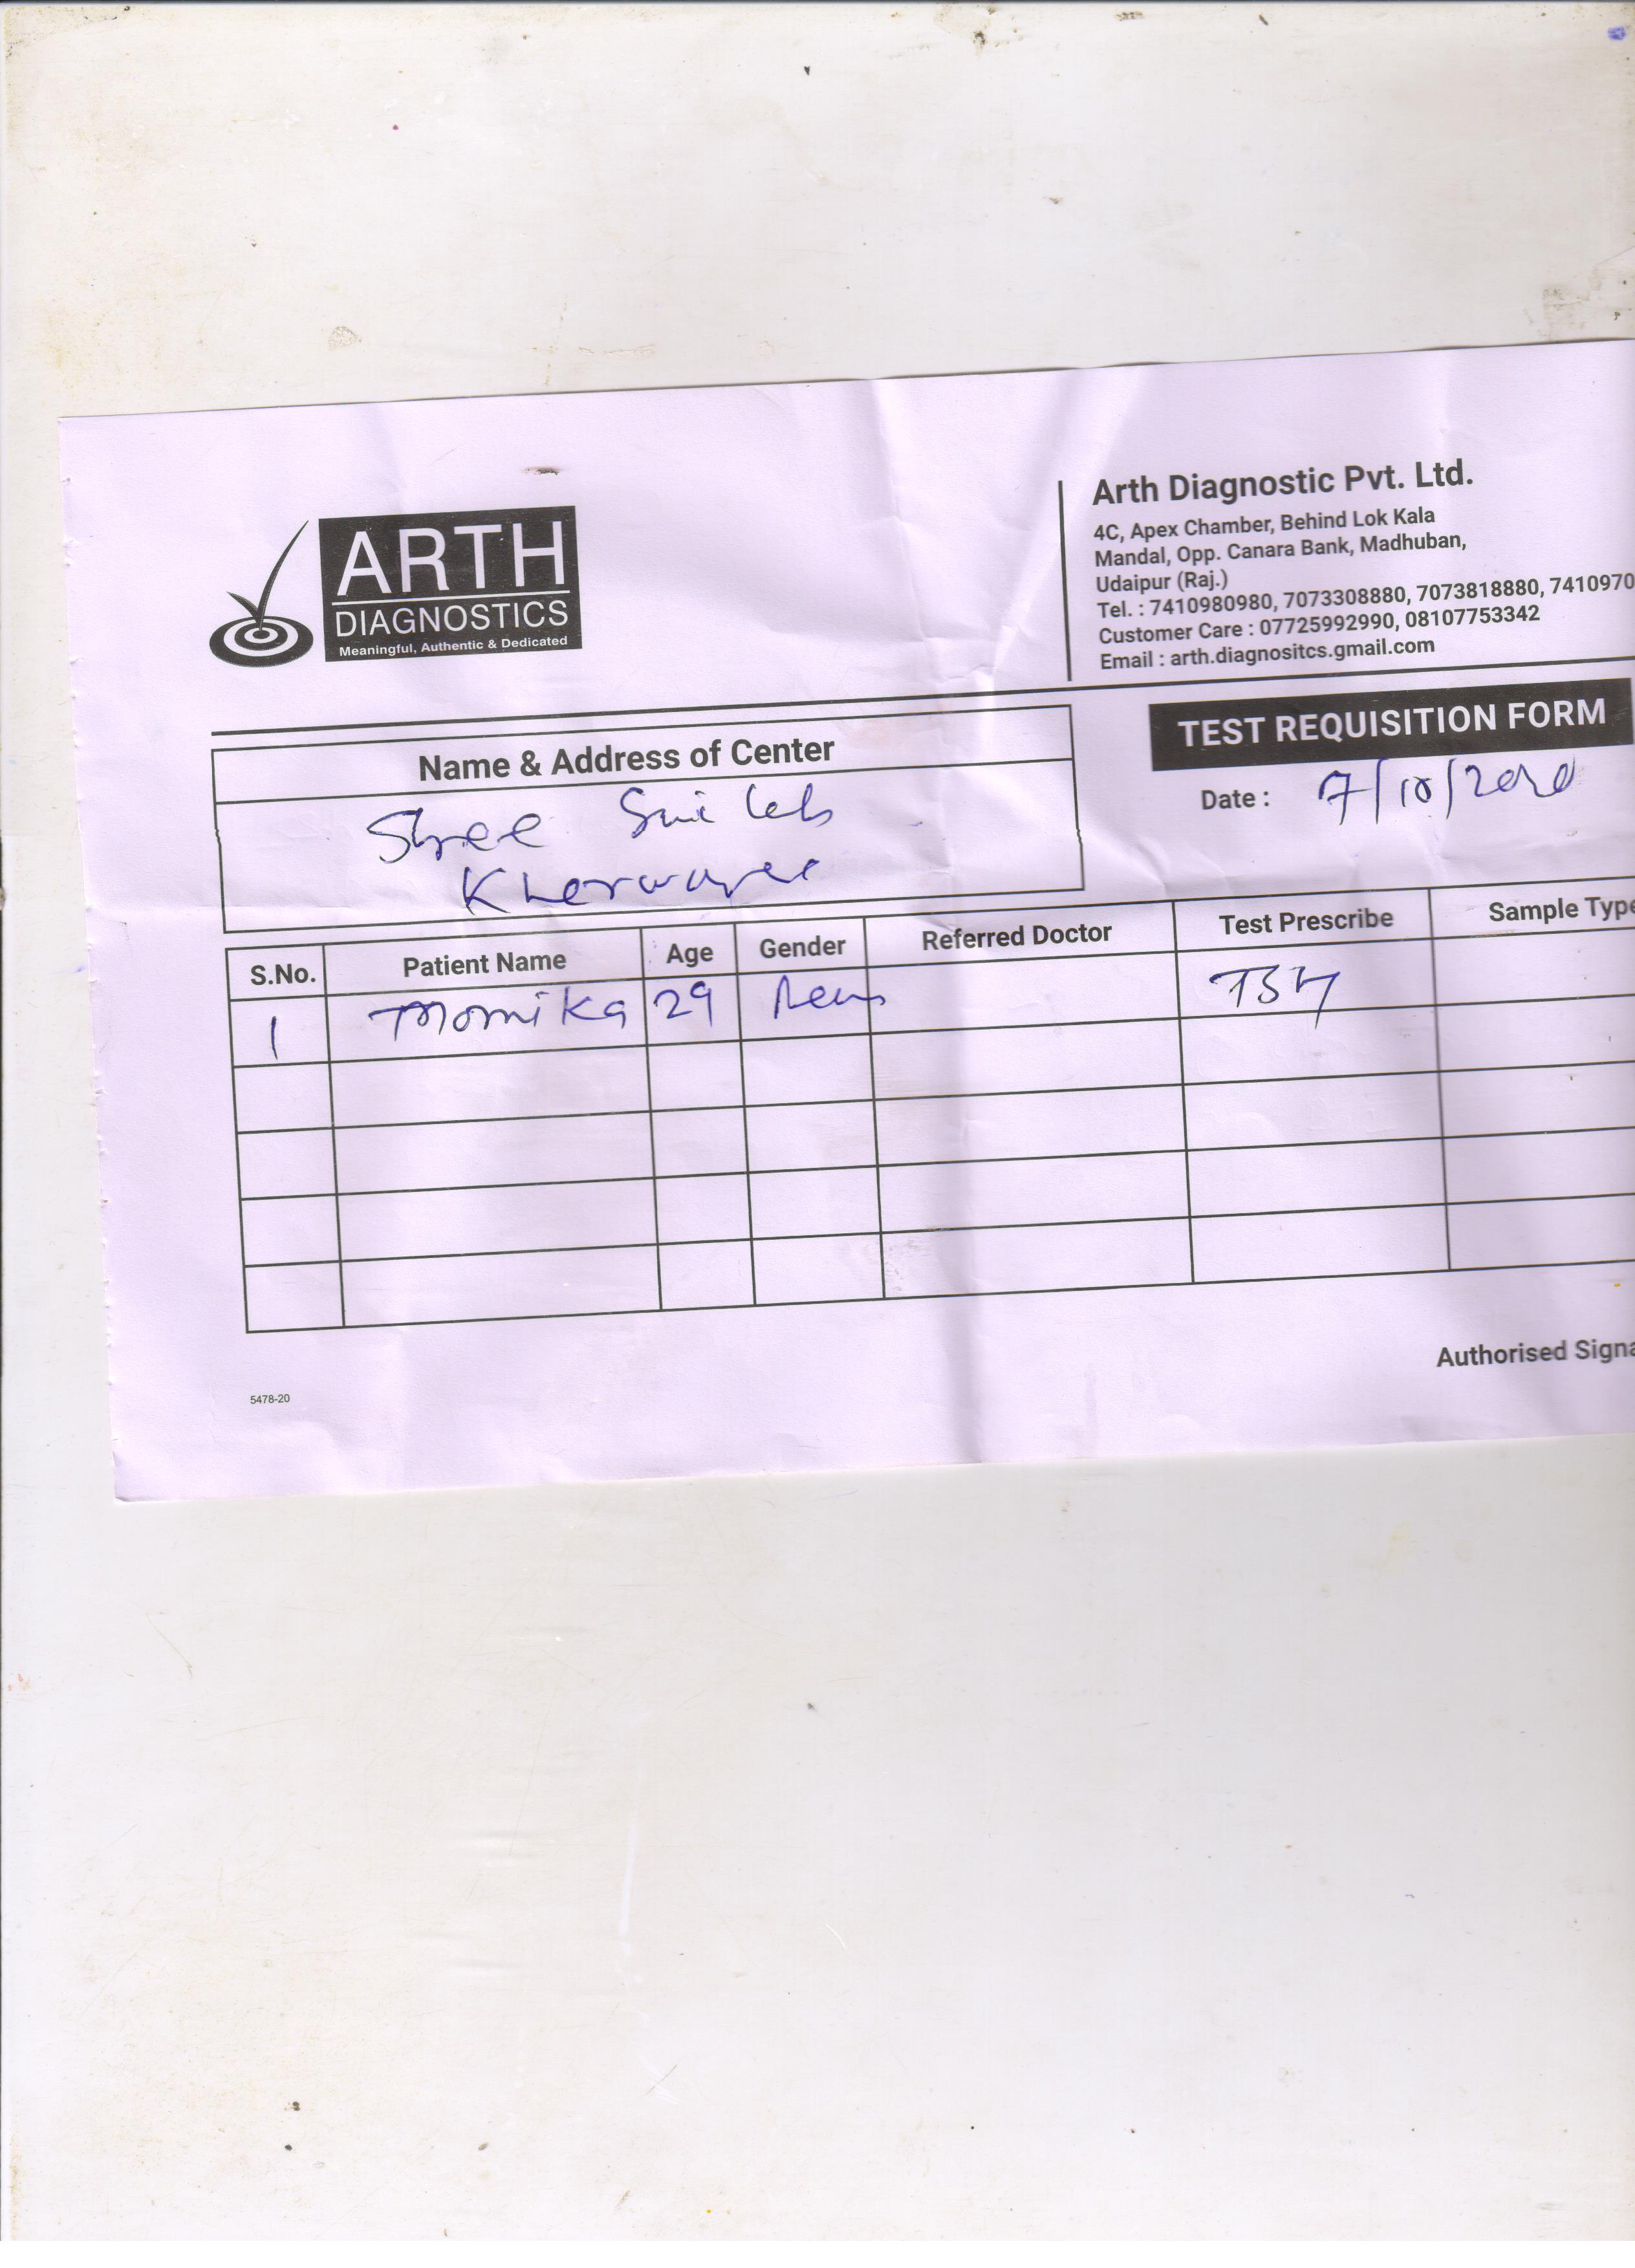 ARTH
DIAGNOSTICS
Meaningful, Authentic & Dedicated
Arth Diagnostic Pvt. Ltd.
4C, Apex Chamber, Behind Lok Kala
Mandal, Opp. Canara Bank, Madhuban,
Udaipur (Raj.)
Tel. : 7410980980, 7073308880, 7073818880, 7410970
Customer Care : 07725992990, 08107753342
Email : arth.diagnositcs.gmail.com
TEST REQUISITION FORM
Date : 7/10/2020
Name & Address of Center
Shree
S.No. Patient Name Age Gender Referred Doctor Test Prescribe Sample Type
1 Monika 29 TSH
Authorised Signa
5478-20